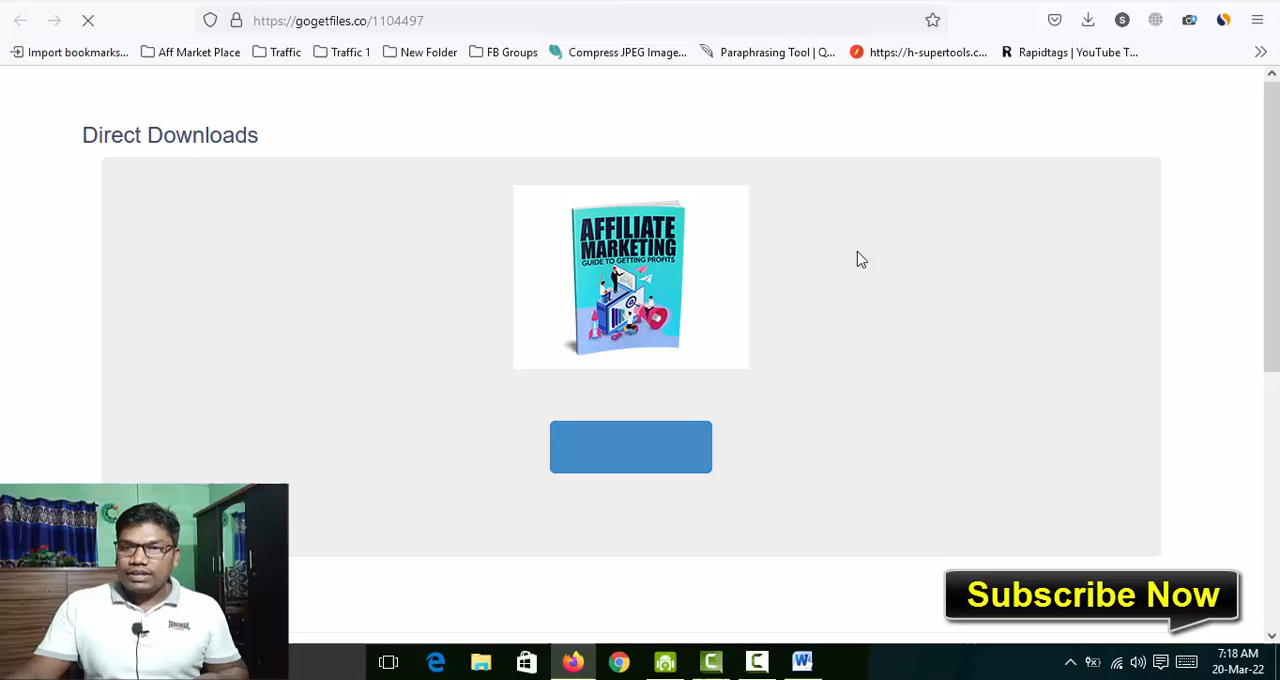 https://gogetfiles.co/1104497
Import bookmarks... Aff Market Place Traffic Traffic 1 New Folder FB Groups Compress JPEG Image... Paraphrasing Tool | Q... https://h-supertools.c... Rapidtags | YouTube T...
Direct Downloads
AFFILIATE
MARKETING
GUIDE TO GETTING PROFITS
Subscribe Now
7:18 AM
20-Mar-22